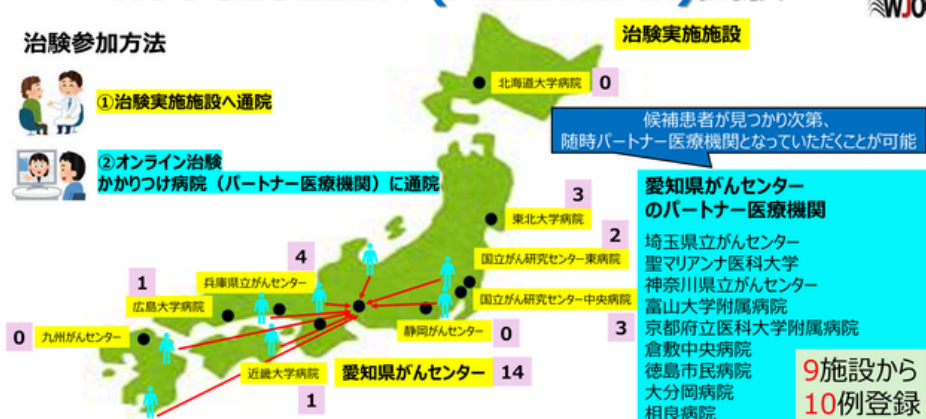 WJO
治験参加方法
治験実施施設
①治験実施施設へ通院
北海道大学病院 0
候補患者が見つかり次第、
随時パートナー医療機関となっていただくことが可能
②オンライン治験
かかりつけ病院（パートナー医療機関）に通院
愛知県がんセンター
のパートナー医療機関
埼玉県立がんセンター
聖マリアンナ医科大学
神奈川県立がんセンター
富山大学附属病院
京都府立医科大学附属病院
倉敷中央病院
徳島市民病院
大分岡病院
相良病院
9施設から
10例登録
3
東北大学病院
2
国立がん研究センター東病院
4
兵庫県立がんセンター
1
広島大学病院
国立がん研究センター中央病院
3
0 九州がんセンター
静岡がんセンター 0
近畿大学病院
1
愛知県がんセンター 14